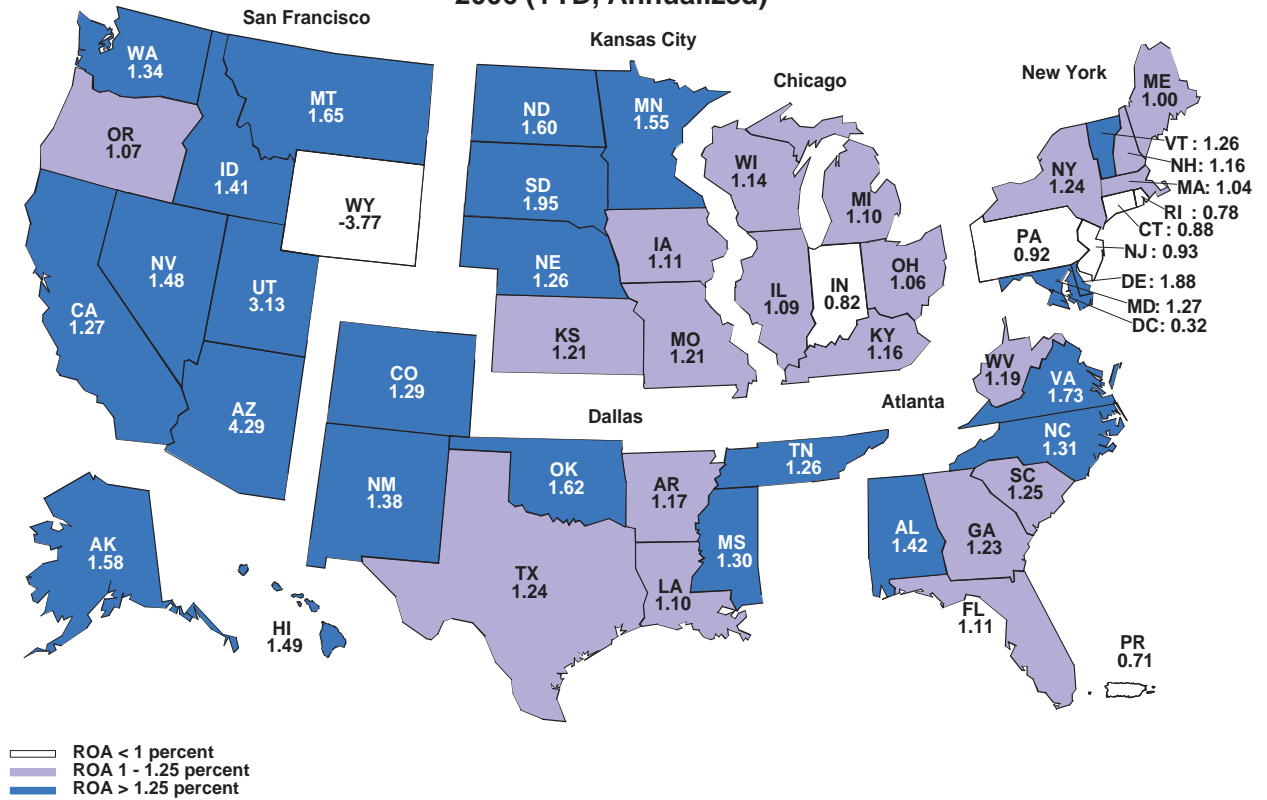 2006 (YTD, Annualized)
San Francisco
Kansas City
Chicago
New York
WA
1.34
MT
1.65
OR
1.07
ID
1.41
WY
-3.77
NV
1.48
UT
3.13
CA
1.27
AZ
4.29
AK
1.58
HI
1.49
ND
1.60
MN
1.55
SD
1.95
NE
1.26
IA
1.11
KS
1.21
MO
1.21
WI
1.14
MI
1.10
IL
1.09
IN
0.82
OH
1.06
KY
1.16
ME
1.00
NY
1.24
VT : 1.26
NH: 1.16
MA: 1.04
RI : 0.78
CT: 0.88
NJ: 0.93
PA
0.92
DE: 1.88
MD: 1.27
DC: 0.32
Dallas
CO
1.29
NM
1.38
OK
1.62
TX
1.24
AR
1.17
LA
1.10
TN
1.26
MS
1.30
Atlanta
WV
1.19
VA
1.73
NC
1.31
SC
1.25
AL
1.42
GA
1.23
FL
1.11
PR
0.71
ROA < 1 percent
ROA 1 - 1.25 percent
ROA > 1.25 percent